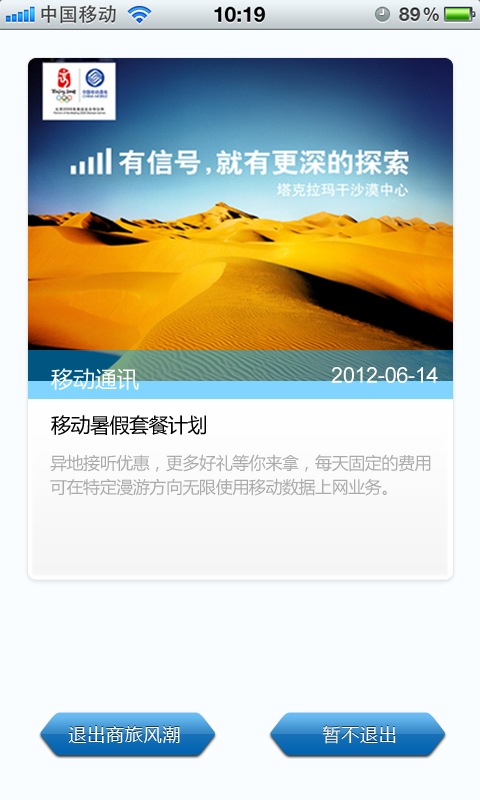 中国移动 10:19 89%
Beijing 2008
中国移动通信
CHINA MOBILE
有信号,就有更深的探索
塔克拉玛干沙漠中心
移动通讯 2012-06-14
移动暑假套餐计划
异地接听优惠，更多好礼等你来拿，每天固定的费用
可在特定漫游方向无限使用移动数据上网业务。
退出商旅风潮 暂不退出